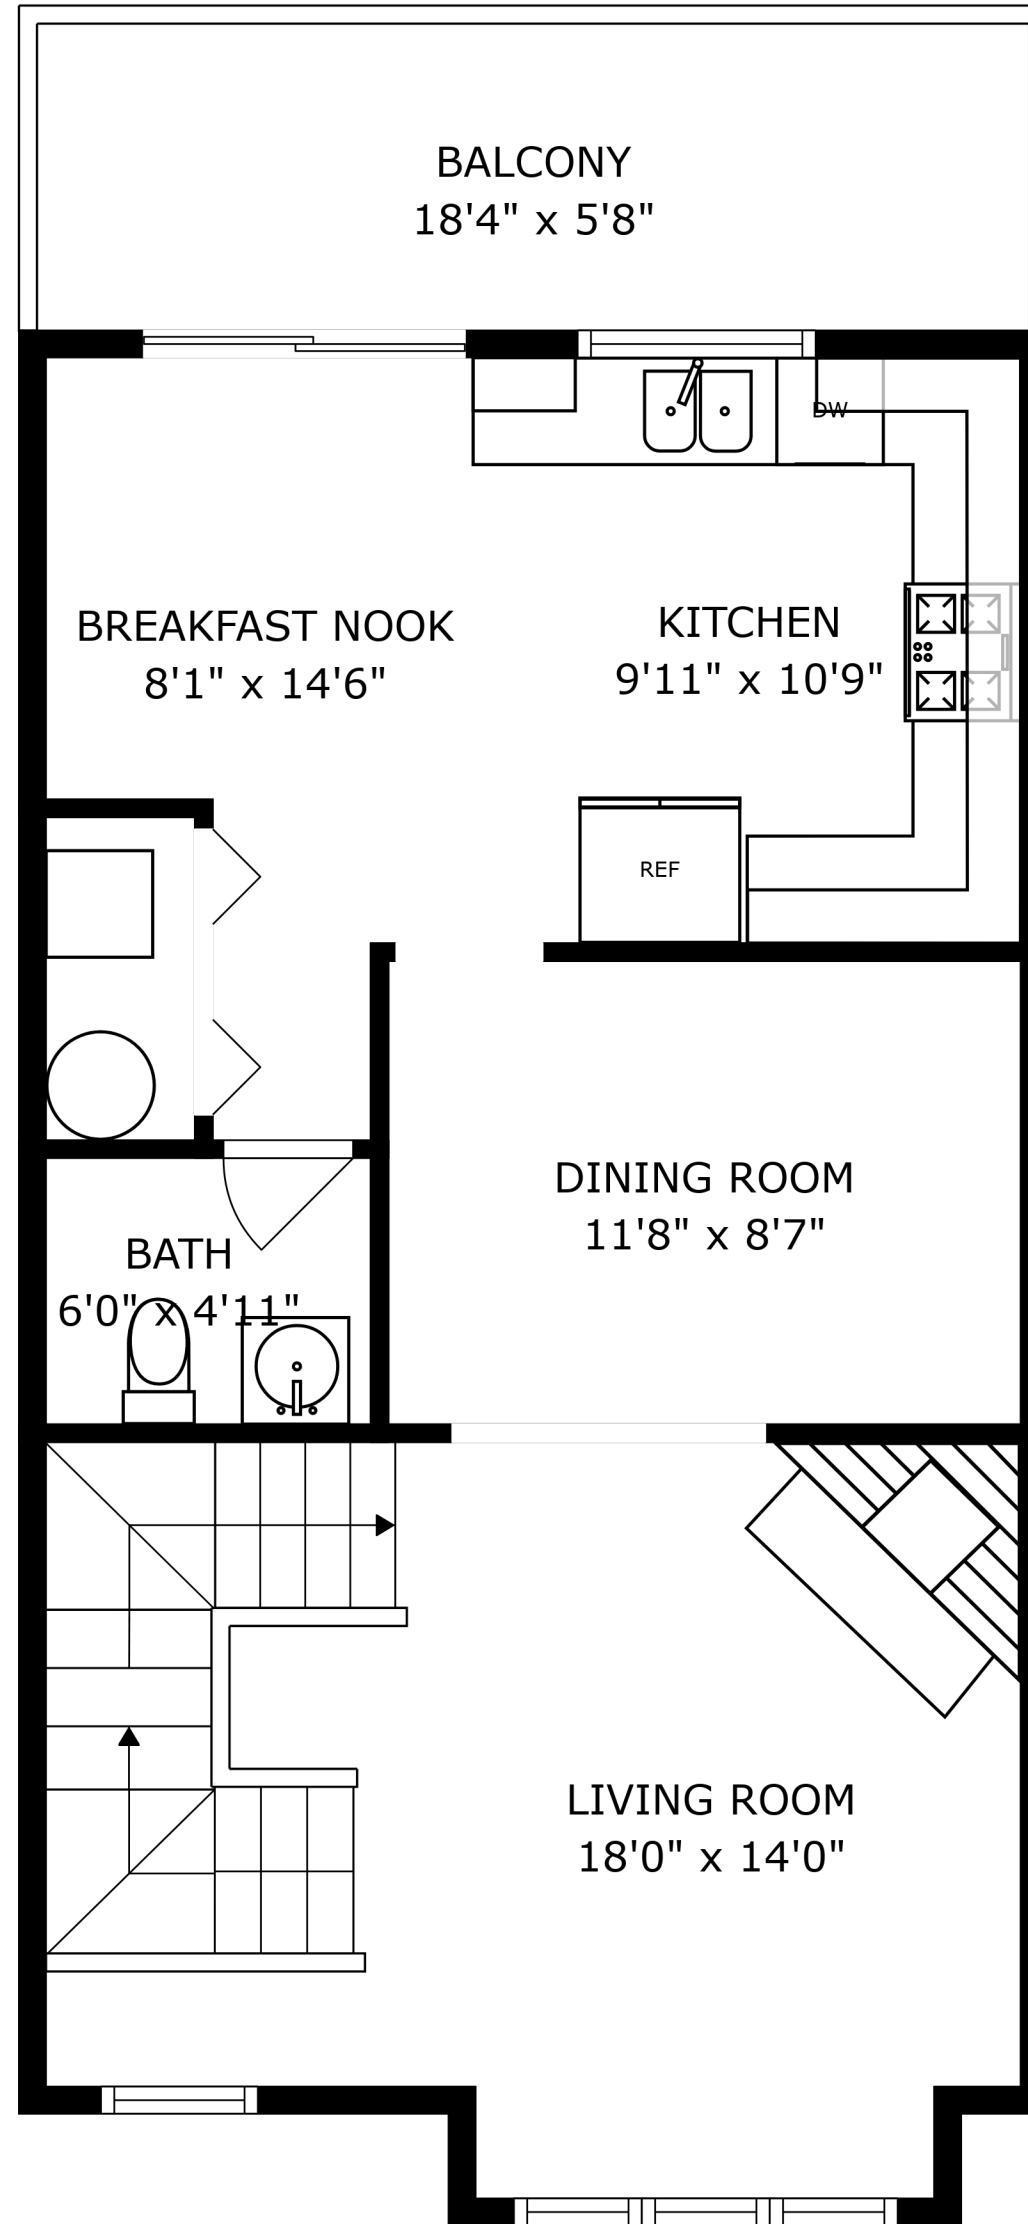 BALCONY
18'4" x 5'8"
DW
BREAKFAST NOOK
8'1" x 14'6"
KITCHEN
9'11" x 10'9"
REF
DINING ROOM
11'8" x 8'7"
BATH
6'0" x 4'11"
LIVING ROOM
18'0" x 14'0"